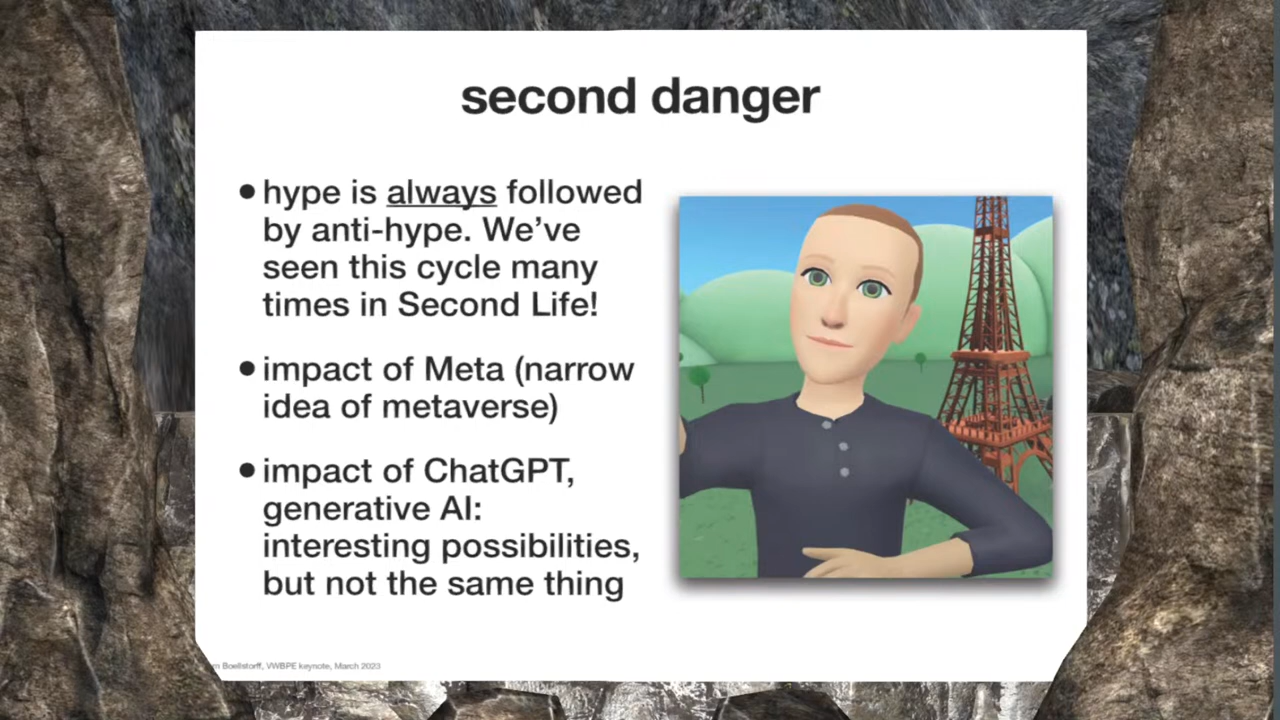 second danger
• hype is always followed
by anti-hype. We've
seen this cycle many
times in Second Life!
• impact of Meta (narrow
idea of metaverse)
• impact of ChatGPT,
generative AI:
interesting possibilities,
but not the same thing
m Boellstorff, VWBPE keynote, March 2023